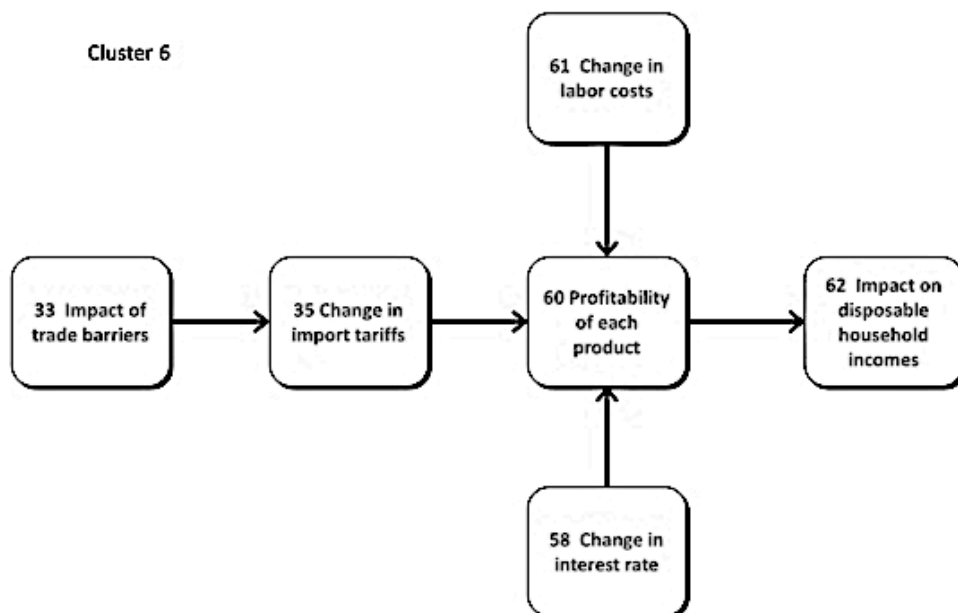 Cluster 6
61 Change in
labor costs
33 Impact of
trade barriers
35 Change in
import tariffs
60 Profitability
of each
product
62 Impact on
disposable
household
incomes
58 Change in
interest rate